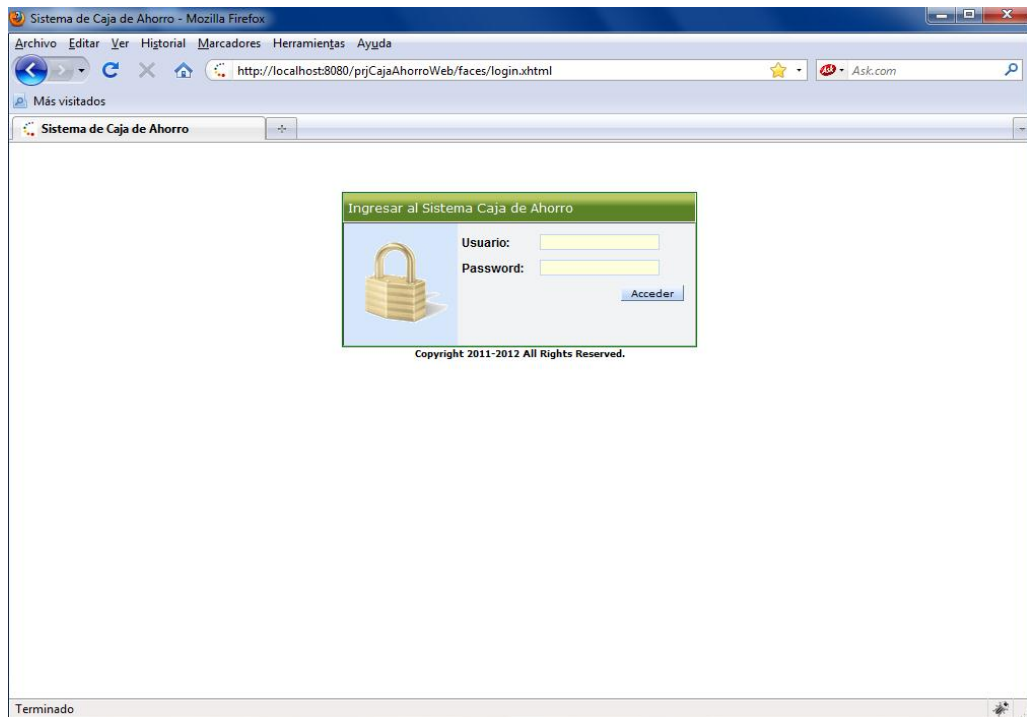 Sistema de Caja de Ahorro - Mozilla Firefox
Archivo Editar Ver Historial Marcadores Herramientas Ayuda
http://localhost:8080/prjCajaAhorroWeb/faces/login.xhtml
Ask Ask.com
Más visitados
Sistema de Caja de Ahorro
Ingresar al Sistema Caja de Ahorro
Usuario:
Password:
Acceder
Copyright 2011-2012 All Rights Reserved.
Terminado